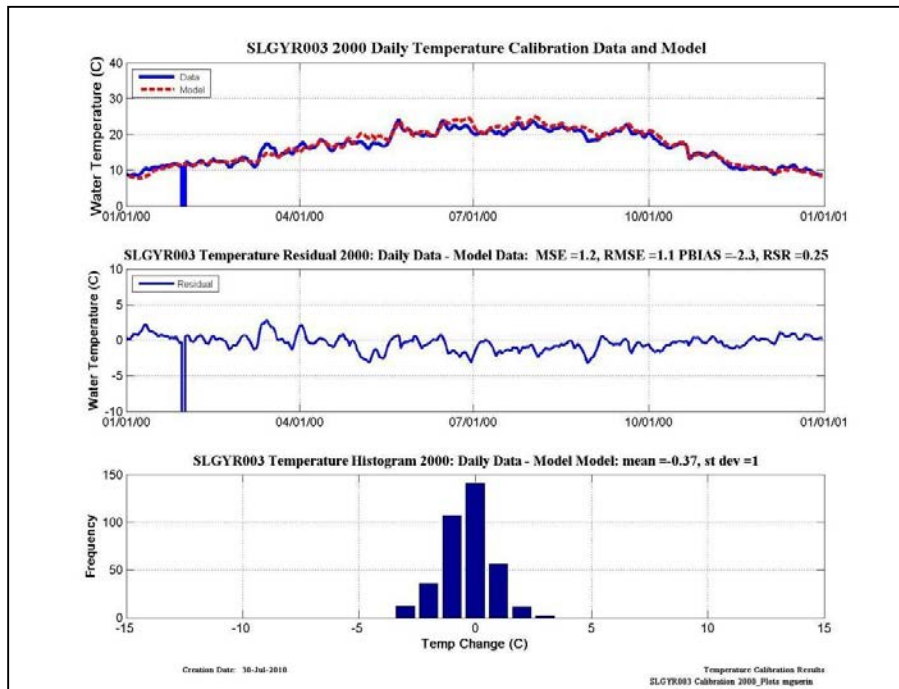 SLGYR003 2000 Daily Temperature Calibration Data and Model
Water Temperature (C)
40
30
20
10
0
Data
Model
01/01/00
04/01/00
07/01/00
10/01/00
01/01/01
SLGYR003 Temperature Residual 2000: Daily Data - Model Data: MSE =1.2, RMSE =1.1 PBIAS =-2.3, RSR =0.25
Water Temperature (C)
10
5
0
-5
-10
Residual
01/01/00
04/01/00
07/01/00
10/01/00
01/01/01
SLGYR003 Temperature Histogram 2000: Daily Data - Model Model: mean =-0.37, st dev =1
Frequency
150
100
50
0
-15
-10
-5
0
5
10
15
Temp Change (C)
Creation Date: 30-Jul-2010
Temperature Calibration Results
SLGYR003 Calibration 2000_Plots mguerin